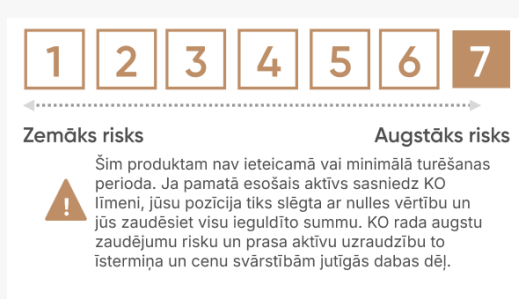 1 2 3 4 5 6 7
Zemāks risks Augstāks risks
Šim produktam nav ieteicamā vai minimālā turēšanas
perioda. Ja pamatā esošais aktīvs sasniedz KO
līmeni, jūsu pozīcija tiks slēgta ar nulles vērtību un
jūs zaudēsiet visu ieguldīto summu. KO rada augstu
zaudējumu risku un prasa aktīvu uzraudzību to
īstermiņa un cenu svārstībām jutīgās dabas dēļ.